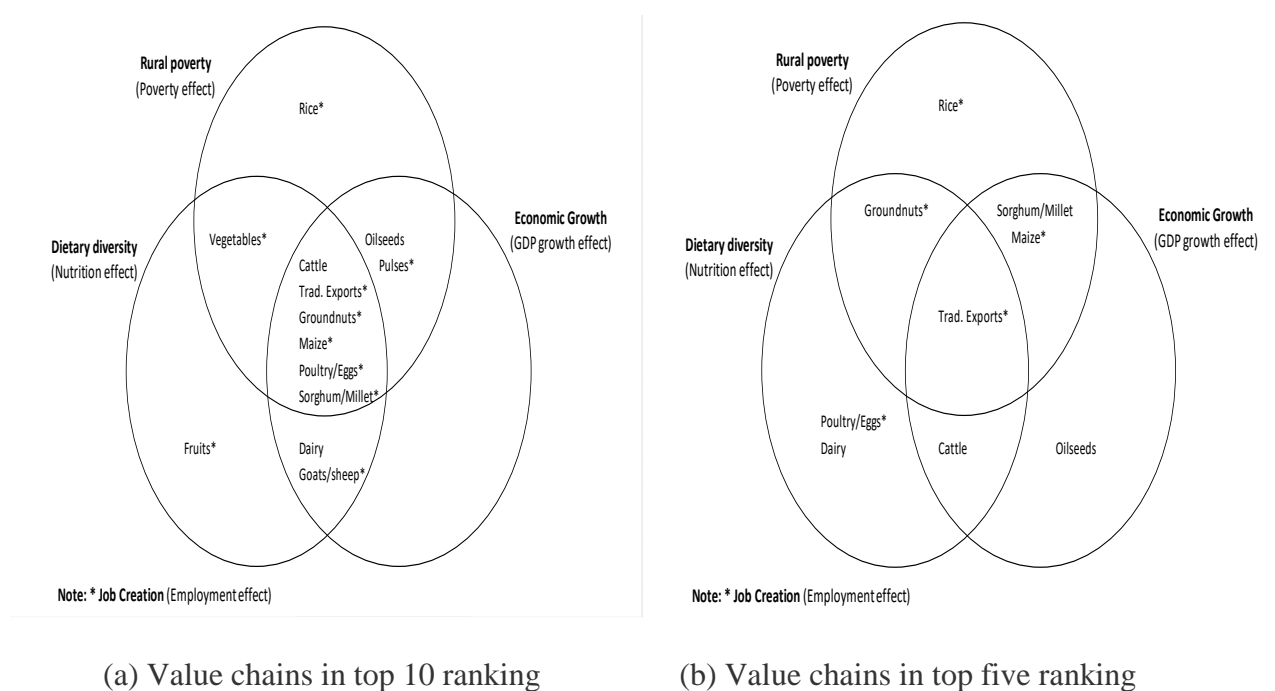 Rural poverty
(Poverty effect)
Rice*
Dietary diversity
(Nutrition effect)
Vegetables*
Oilseeds
Pulses*
Economic Growth
(GDP growth effect)
Cattle
Trad. Exports*
Groundnuts*
Maize*
Poultry/Eggs*
Sorghum/Millet*
Fruits*
Dairy
Goats/sheep*
Note: * Job Creation (Employment effect)
(a) Value chains in top 10 ranking
Rural poverty
(Poverty effect)
Rice*
Groundnuts*
Sorghum/Millet
Maize*
Economic Growth
(GDP growth effect)
Dietary diversity
(Nutrition effect)
Trad. Exports*
Poultry/Eggs*
Dairy
Cattle
Oilseeds
Note: * Job Creation (Employment effect)
(b) Value chains in top five ranking